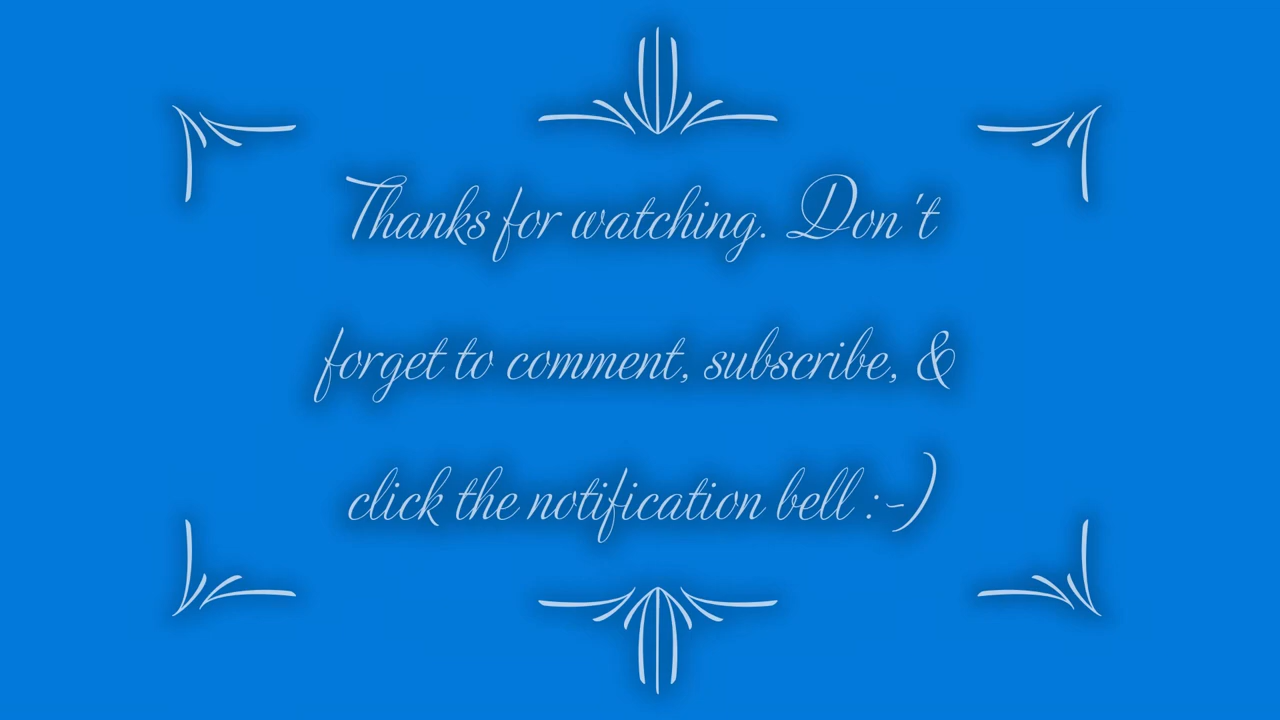 Thanks for watching. Don't
forget to comment, subscribe, &
click the notification bell :-)